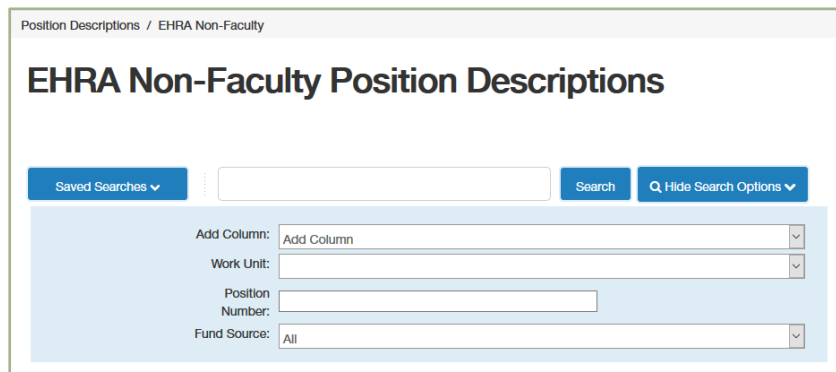 Position Descriptions / EHRA Non-Faculty
EHRA Non-Faculty Position Descriptions
Saved Searches
Search
Hide Search Options
Add Column: Add Column
Work Unit:
Position
Number:
Fund Source: All